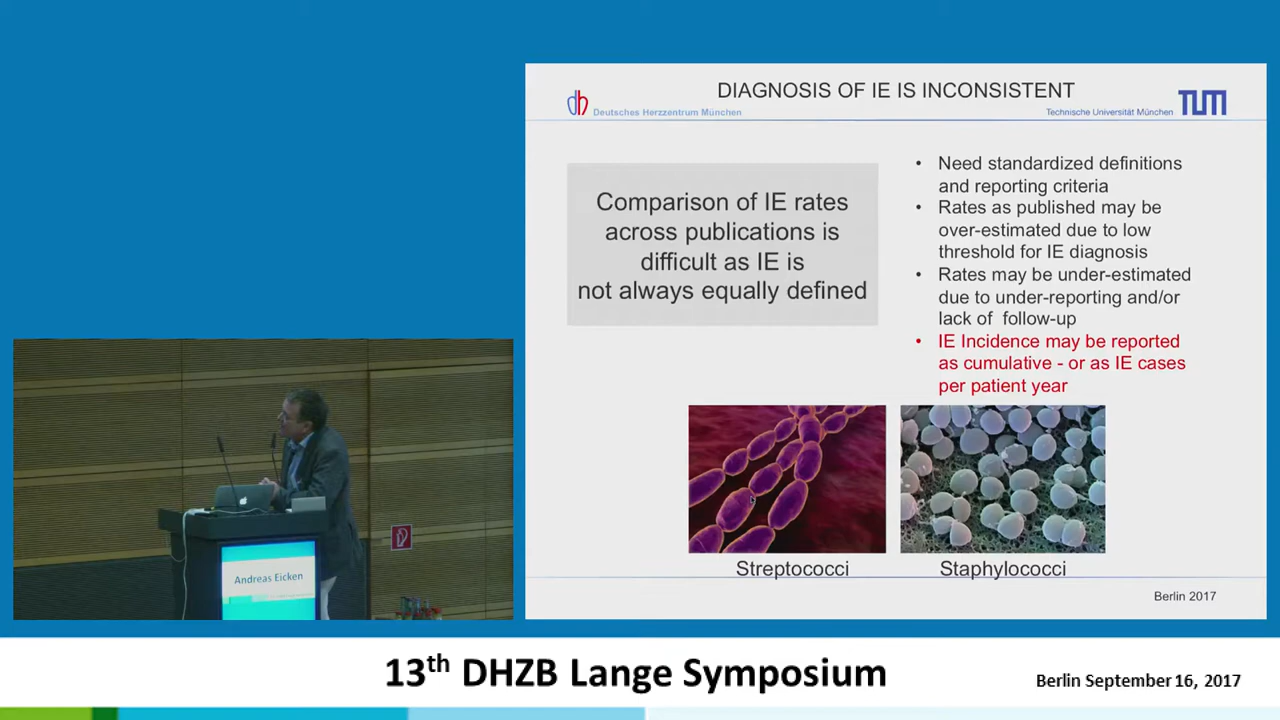 DIAGNOSIS OF IE IS INCONSISTENT
dh Deutsches Herzzentrum München
Technische Universität München TUM
Comparison of IE rates
across publications is
difficult as IE is
not always equally defined
• Need standardized definitions
and reporting criteria
• Rates as published may be
over-estimated due to low
threshold for IE diagnosis
• Rates may be under-estimated
due to under-reporting and/or
lack of follow-up
• IE Incidence may be reported
as cumulative - or as IE cases
per patient year
Streptococci
Staphylococci
Berlin 2017
Andreas Eicken
13th DHZB Lange Symposium
Berlin September 16, 2017